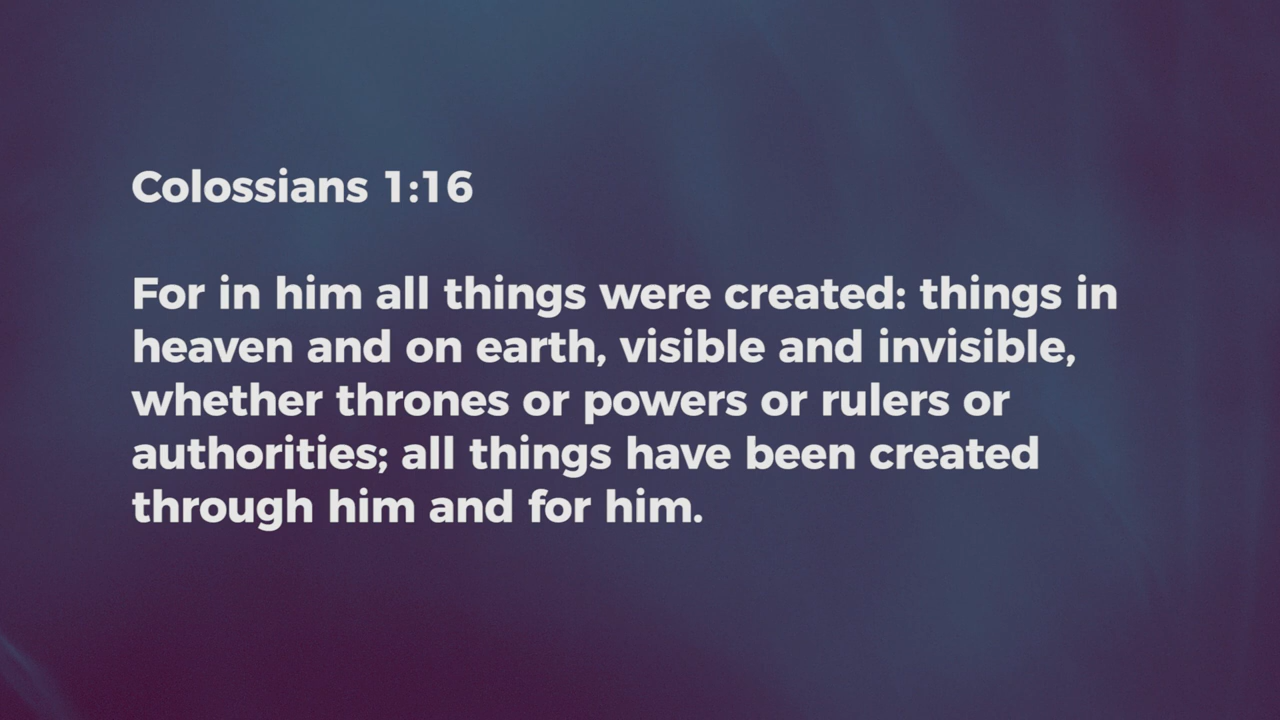 Colossians 1:16
For in him all things were created: things in
heaven and on earth, visible and invisible,
whether thrones or powers or rulers or
authorities; all things have been created
through him and for him.